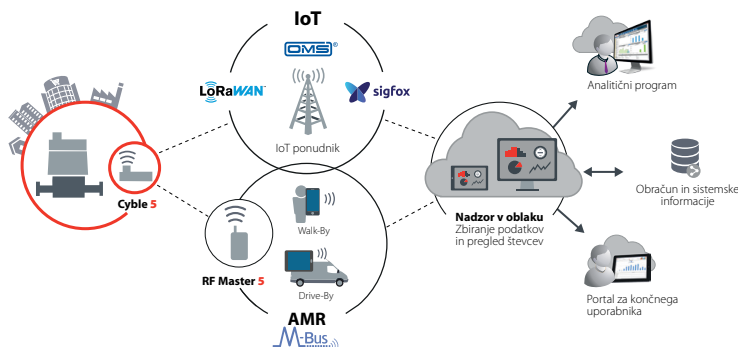 IoT
OMS®
LoRaWAN™
sigfox
IoT ponudnik
Cyble 5
Walk-By
RF Master 5
Drive-By
AMR
M-Bus
Nadzor v oblaku
Zbiranje podatkov
in pregled števcev
Analitični program
Obračun in sistemske
informacije
Portal za končnega
uporabnika